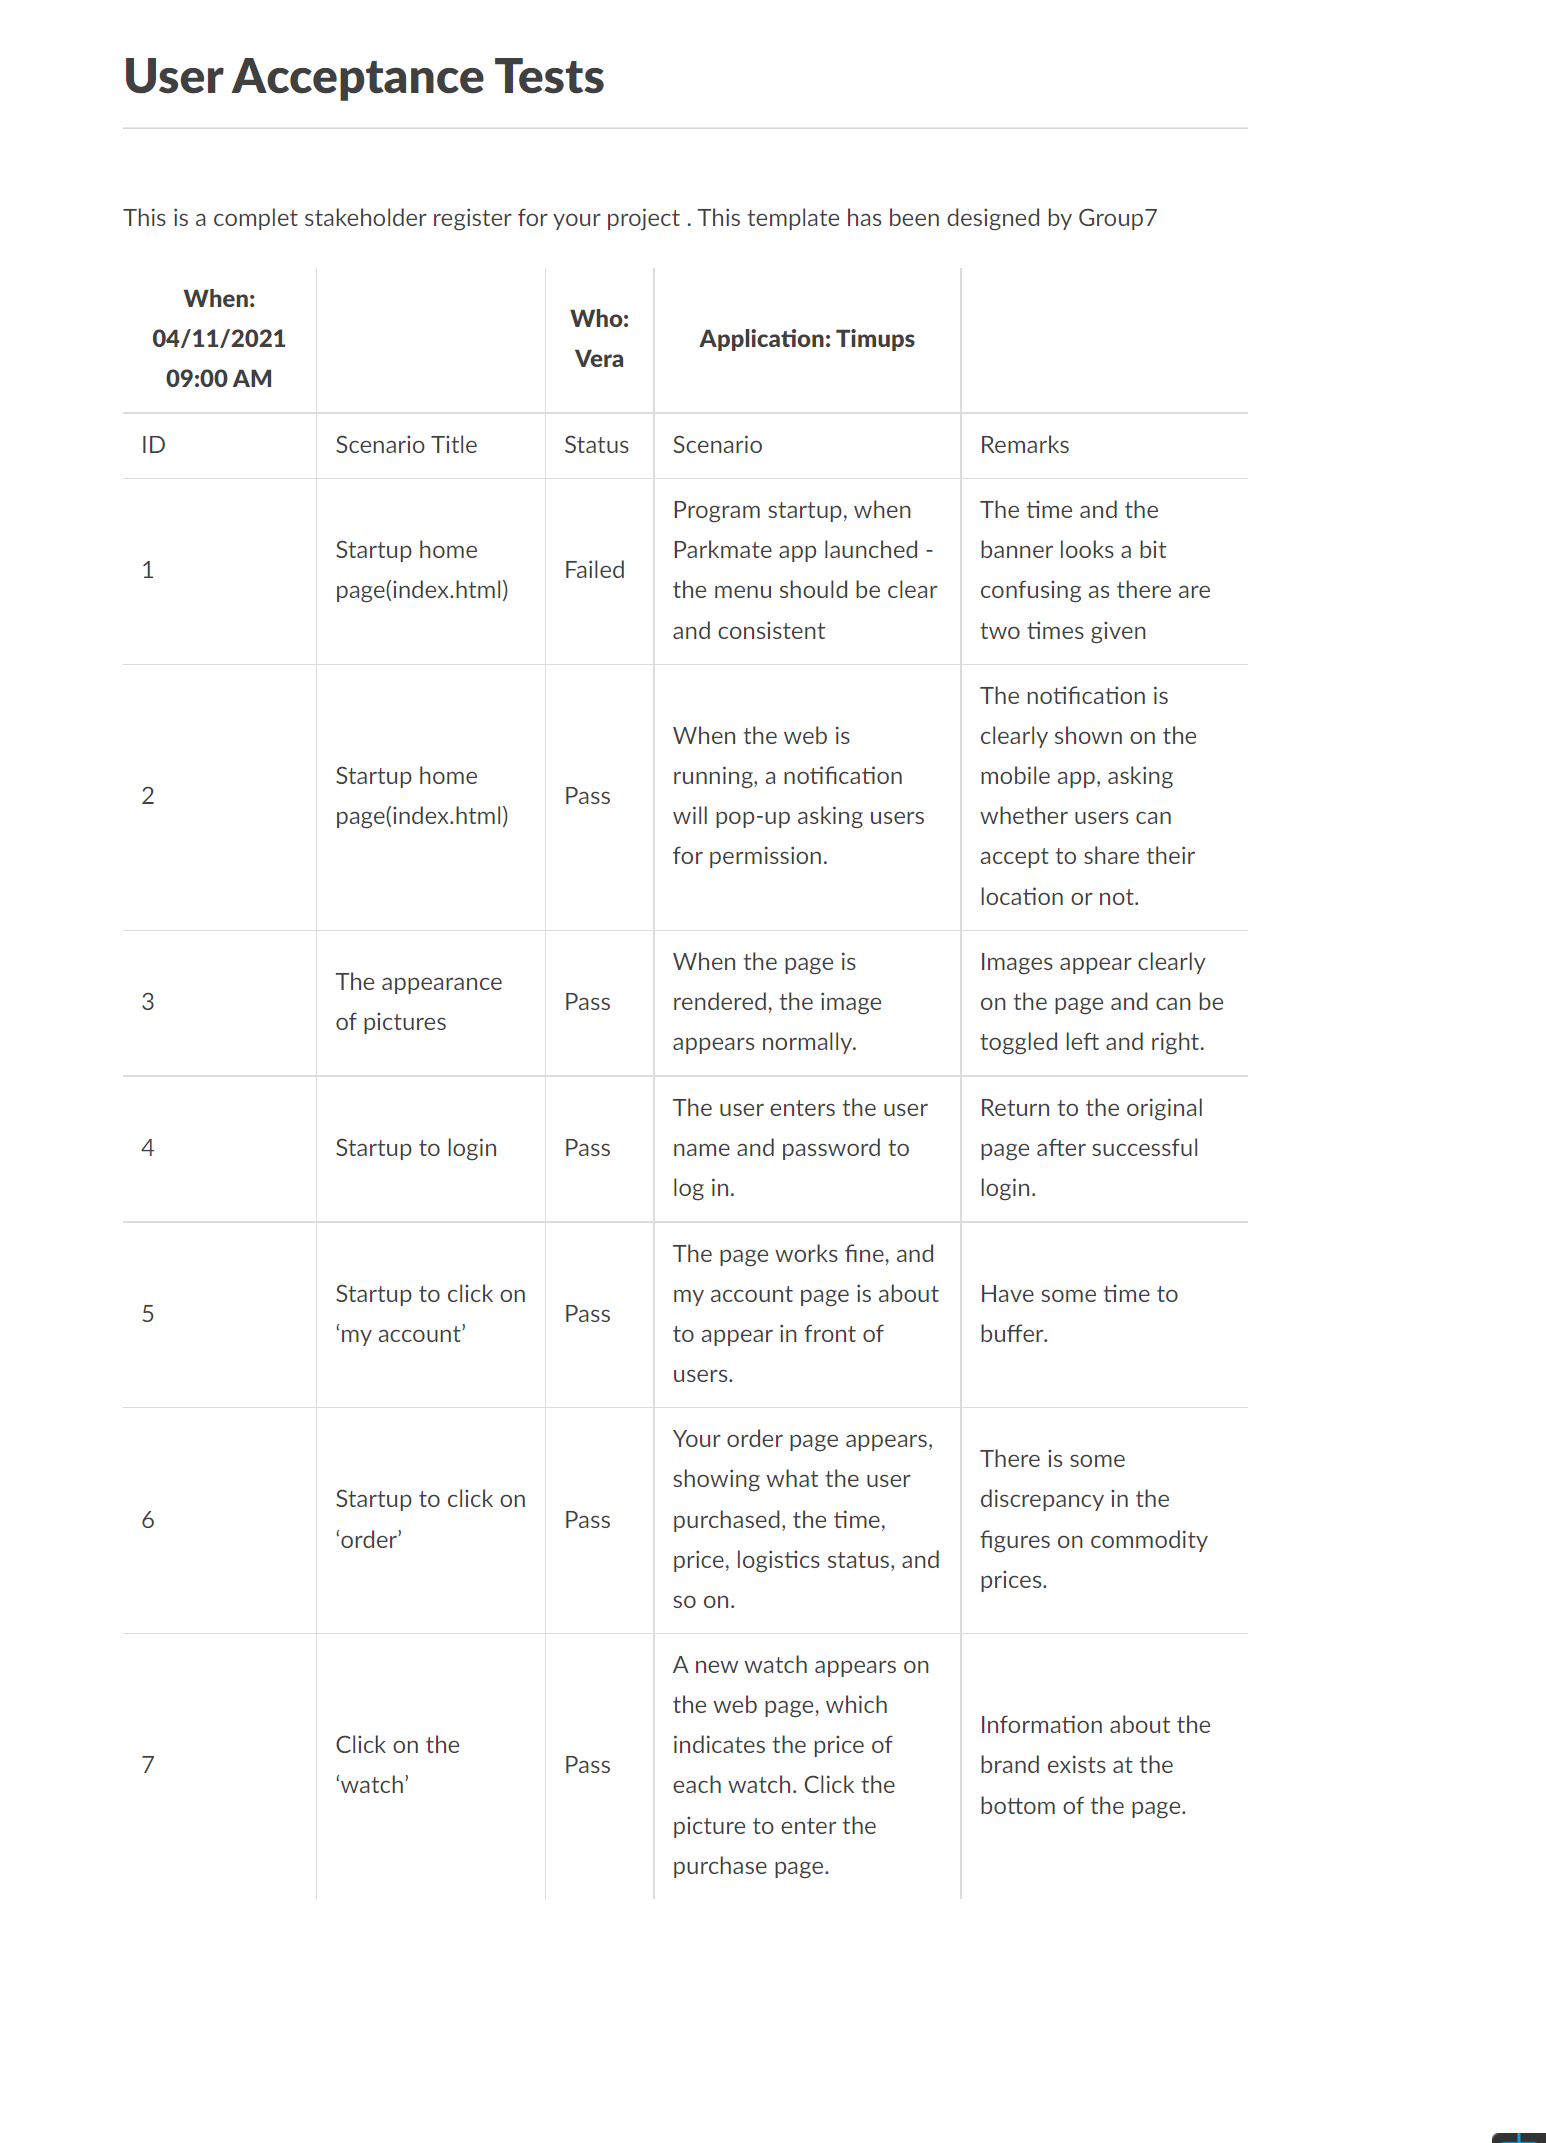 User Acceptance Tests
This is a complet stakeholder register for your project . This template has been designed by Group7
When:
04/11/2021
09:00 AM
Who:
Vera
Application: Timups
ID
Scenario Title
Status
Scenario
Remarks
1
Startup home
page(index.html)
Failed
Program startup, when
Parkmate app launched -
the menu should be clear
and consistent
The time and the
banner looks a bit
confusing as there are
two times given
2
Startup home
page(index.html)
Pass
When the web is
running, a notification
will pop-up asking users
for permission.
The notification is
clearly shown on the
mobile app, asking
whether users can
accept to share their
location or not.
3
The appearance
of pictures
Pass
When the page is
rendered, the image
appears normally.
Images appear clearly
on the page and can be
toggled left and right.
4
Startup to login
Pass
The user enters the user
name and password to
log in.
Return to the original
page after successful
login.
5
Startup to click on
‘my account’
Pass
The page works fine, and
my account page is about
to appear in front of
users.
Have some time to
buffer.
6
Startup to click on
‘order’
Pass
Your order page appears,
showing what the user
purchased, the time,
price, logistics status, and
so on.
There is some
discrepancy in the
figures on commodity
prices.
7
Click on the
‘watch’
Pass
A new watch appears on
the web page, which
indicates the price of
each watch. Click the
picture to enter the
purchase page.
Information about the
brand exists at the
bottom of the page.